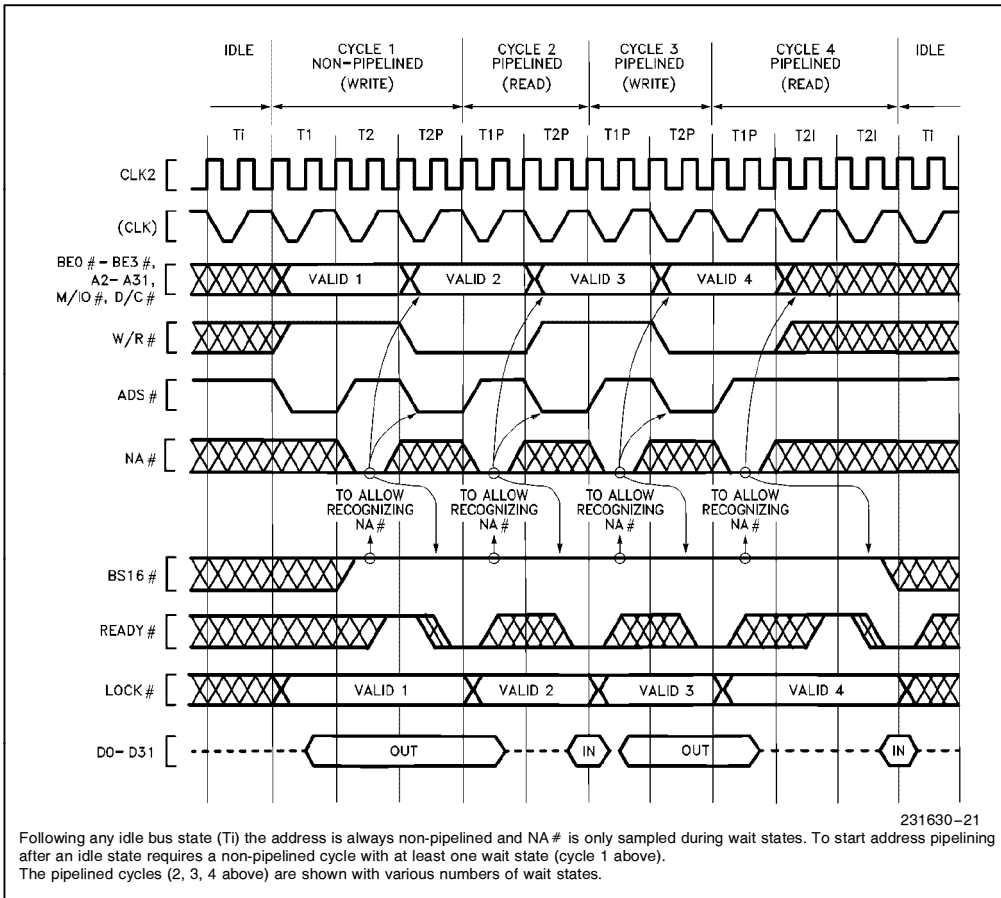 IDLE CYCLE 1 CYCLE 2 CYCLE 3 CYCLE 4 IDLE
NON-PIPELINED PIPELINED PIPELINED PIPELINED
(WRITE) (READ) (WRITE) (READ)
Ti T1 T2 T2P T1P T2P T1P T2P T1P T2I T2I Ti
CLK2
(CLK)
BE0 # - BE3 #,
A2- A31,
M/IO #, D/C #
VALID 1 VALID 2 VALID 3 VALID 4
W/R #
ADS #
NA #
TO ALLOW TO ALLOW TO ALLOW TO ALLOW
RECOGNIZING RECOGNIZING RECOGNIZING RECOGNIZING
NA # NA # NA # NA #
BS16 #
READY #
LOCK # VALID 1 VALID 2 VALID 3 VALID 4
D0- D31 OUT IN OUT IN
231630-21
Following any idle bus state (Ti) the address is always non-pipelined and NA# is only sampled during wait states. To start address pipelining
after an idle state requires a non-pipelined cycle with at least one wait state (cycle 1 above).
The pipelined cycles (2, 3, 4 above) are shown with various numbers of wait states.